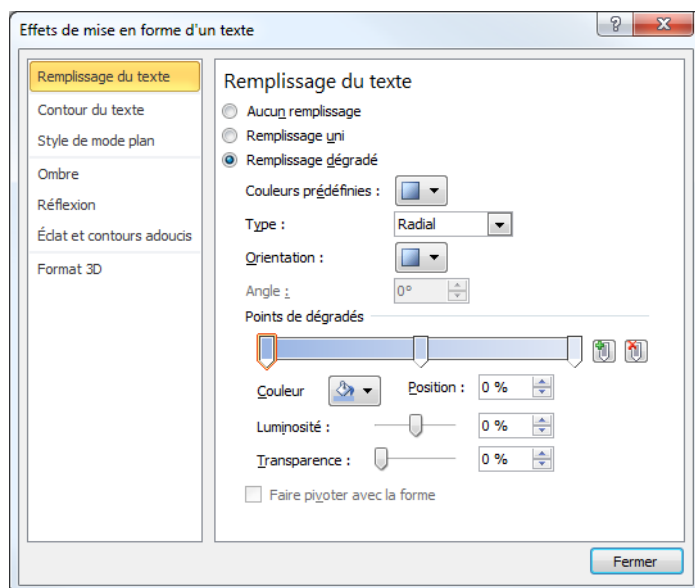 Effets de mise en forme d'un texte
Remplissage du texte
Contour du texte
Style de mode plan
Ombre
Réflexion
Éclat et contours adoucis
Format 3D
Remplissage du texte
Aucun remplissage
Remplissage uni
Remplissage dégradé
Couleurs prédéfinies :
Type : Radial
Orientation :
Angle : 0°
Points de dégradés
Couleur Position : 0 %
Luminosité : 0 %
Transparence : 0 %
Faire pivoter avec la forme
Fermer